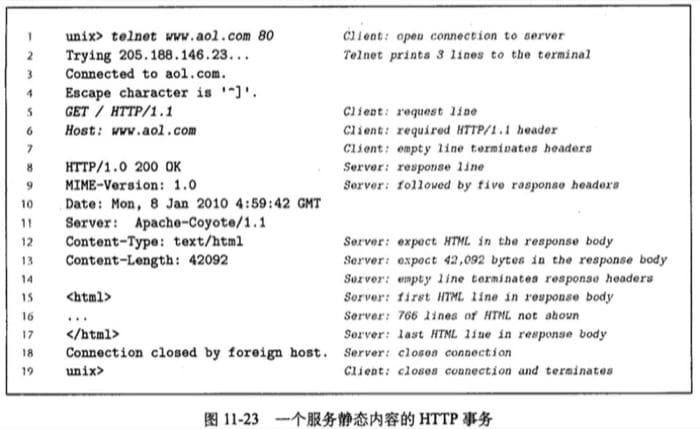 1 unix> telnet www.aol.com 80 Client: open connection to server
2 Trying 205.188.146.23... Telnet prints 3 lines to the terminal
3 Connected to aol.com.
4 Escape character is '^]'.
5 GET / HTTP/1.1 Client: request line
6 Host: www.aol.com Client: required HTTP/1.1 header
7 Client: empty line terminates headers
8 HTTP/1.0 200 OK Server: response line
9 MIME-Version: 1.0 Server: followed by five response headers
10 Date: Mon, 8 Jan 2010 4:59:42 GMT
11 Server: Apache-Coyote/1.1
12 Content-Type: text/html Server: expect HTML in the response body
13 Content-Length: 42092 Server: expect 42,092 bytes in the response body
14 Server: empty line terminates response headers
15 <html> Server: first HTML line in response body
16 ... Server: 766 lines of HTML not shown
17 </html> Server: last HTML line in response body
18 Connection closed by foreign host. Server: closes connection
19 unix> Client: closes connection and terminates
图 11-23 一个服务静态内容的 HTTP 事务